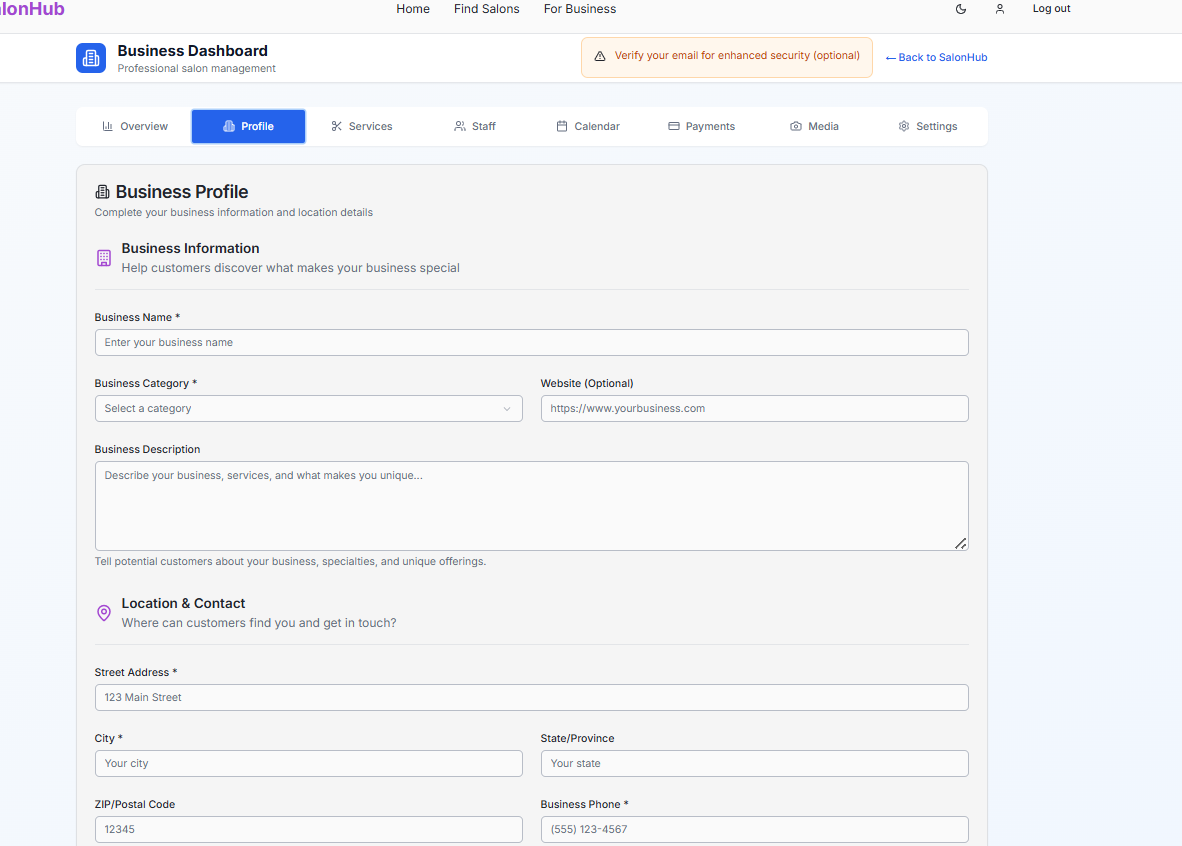 lonHub
Home Find Salons For Business Log out
Business Dashboard
Professional salon management
Verify your email for enhanced security (optional)
← Back to SalonHub
Overview Profile Services Staff Calendar Payments Media Settings
Business Profile
Complete your business information and location details
Business Information
Help customers discover what makes your business special
Business Name *
Enter your business name
Business Category * Website (Optional)
Select a category https://www.yourbusiness.com
Business Description
Describe your business, services, and what makes you unique...
Tell potential customers about your business, specialties, and unique offerings.
Location & Contact
Where can customers find you and get in touch?
Street Address *
123 Main Street
City * State/Province
Your city Your state
ZIP/Postal Code Business Phone *
12345 (555) 123-4567